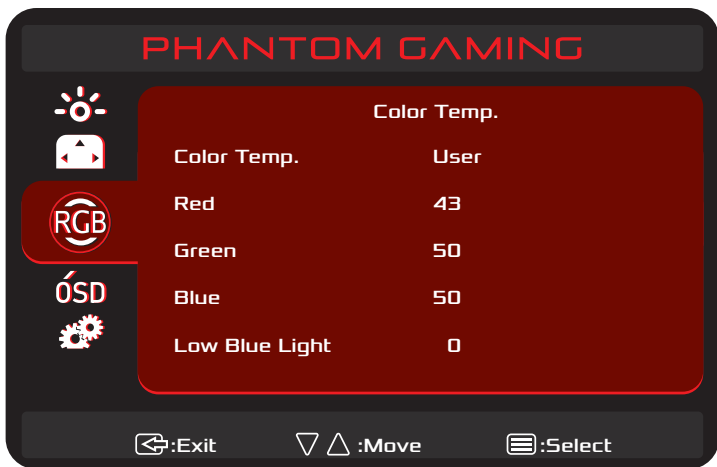 PHANTOM GAMING
Color Temp.
Color Temp. User
Red 43
RGB
Green 50
ÓSD
Blue 50
Low Blue Light 0
:Exit :Move :Select